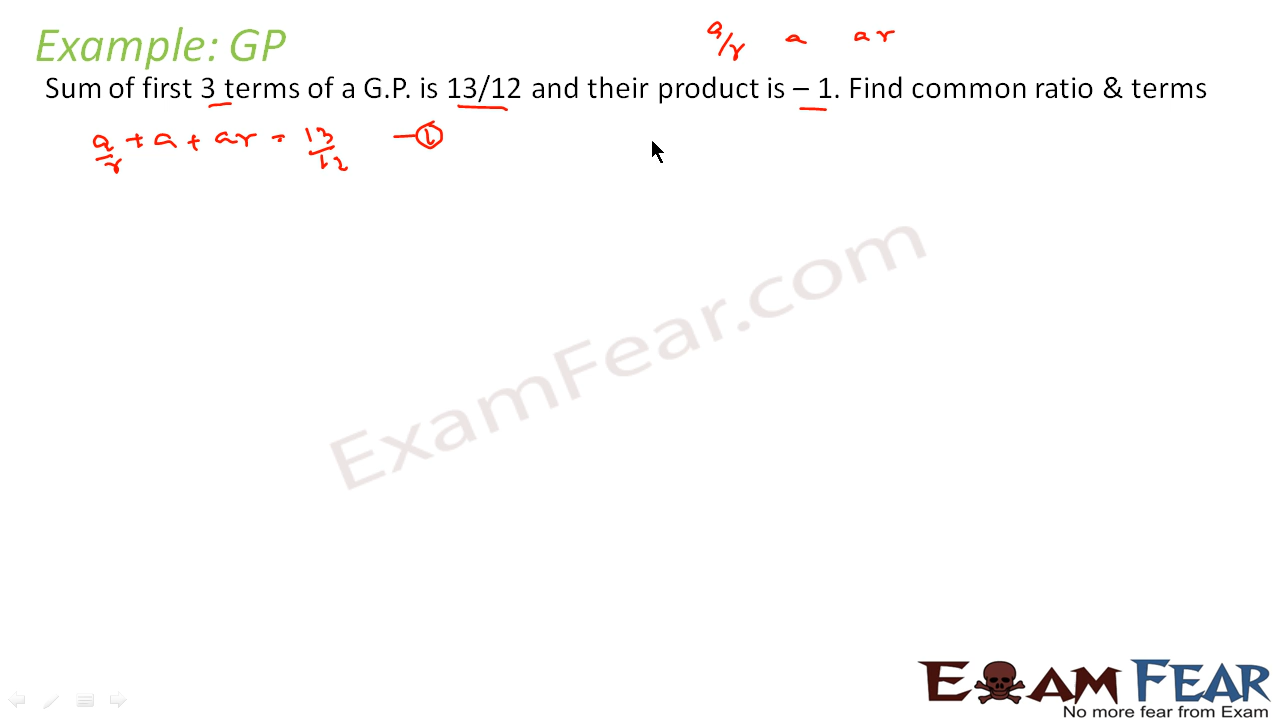 Example: GP
a/r a ar
Sum of first 3 terms of a G.P. is 13/12 and their product is – 1. Find common ratio & terms
a/r + a + ar = 13/12 — (i)
ExamFear.com
EXAM FEAR
No more fear from Exam